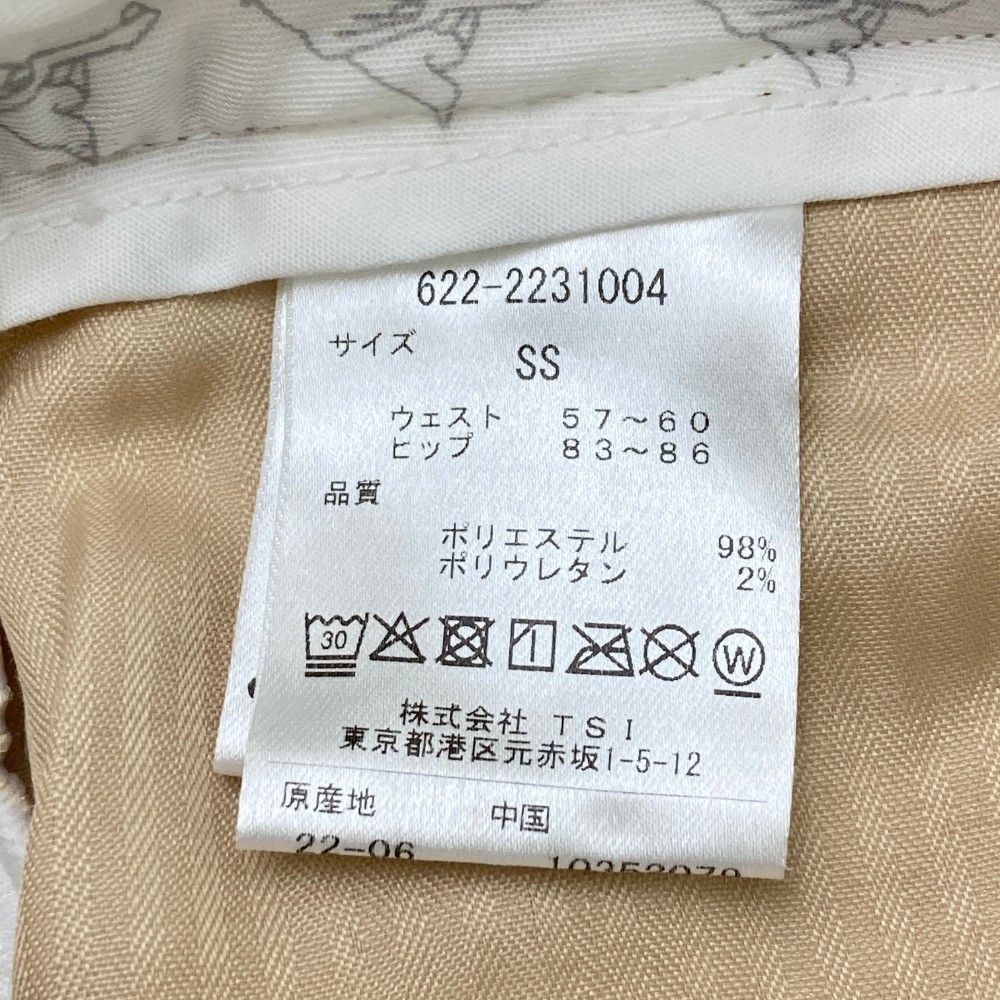 622-2231004
サイズ
SS
ウェスト 57～60
ヒップ 83～86
品質
ポリエステル 98%
ポリウレタン 2%
30 W
株式会社 TSI
東京都港区元赤坂1-5-12
原産地 中国
22-06